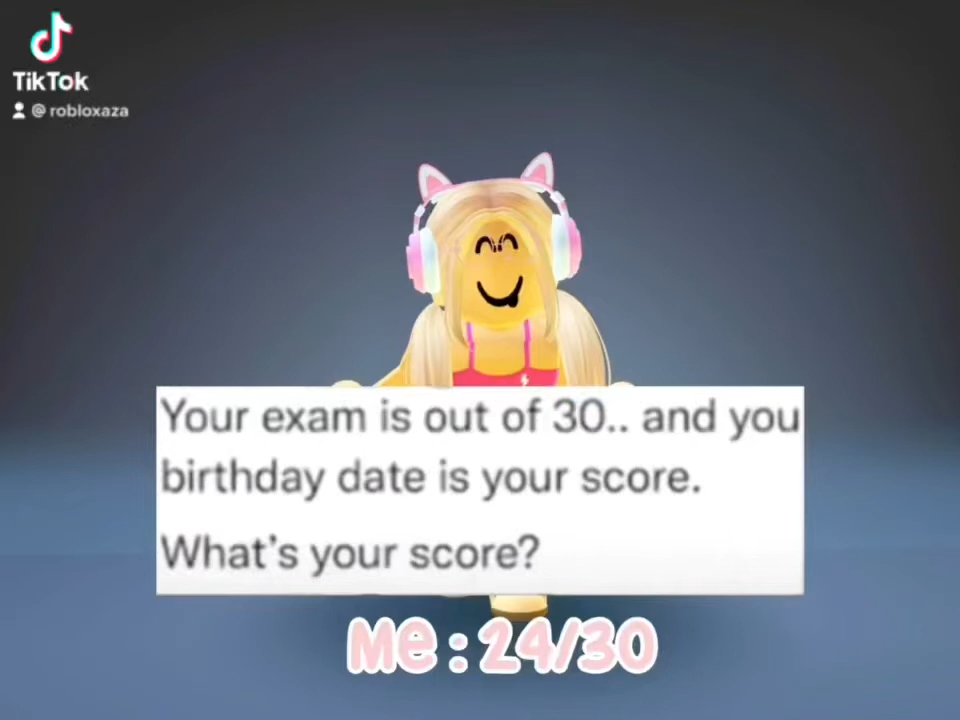 TikTok
@ robloxaza
Your exam is out of 30.. and you
birthday date is your score.
What's your score?
Me : 24/30